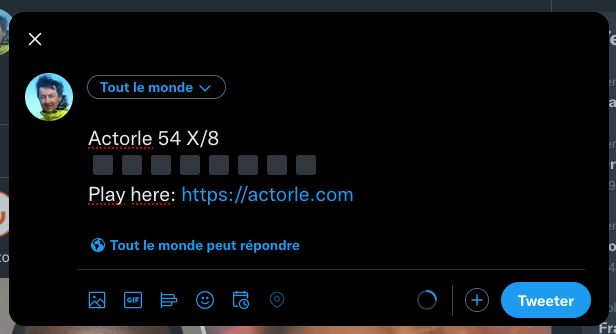 Tout le monde
Actorle 54 X/8
Play here: https://actorle.com
Tout le monde peut répondre
GIF
Tweeter